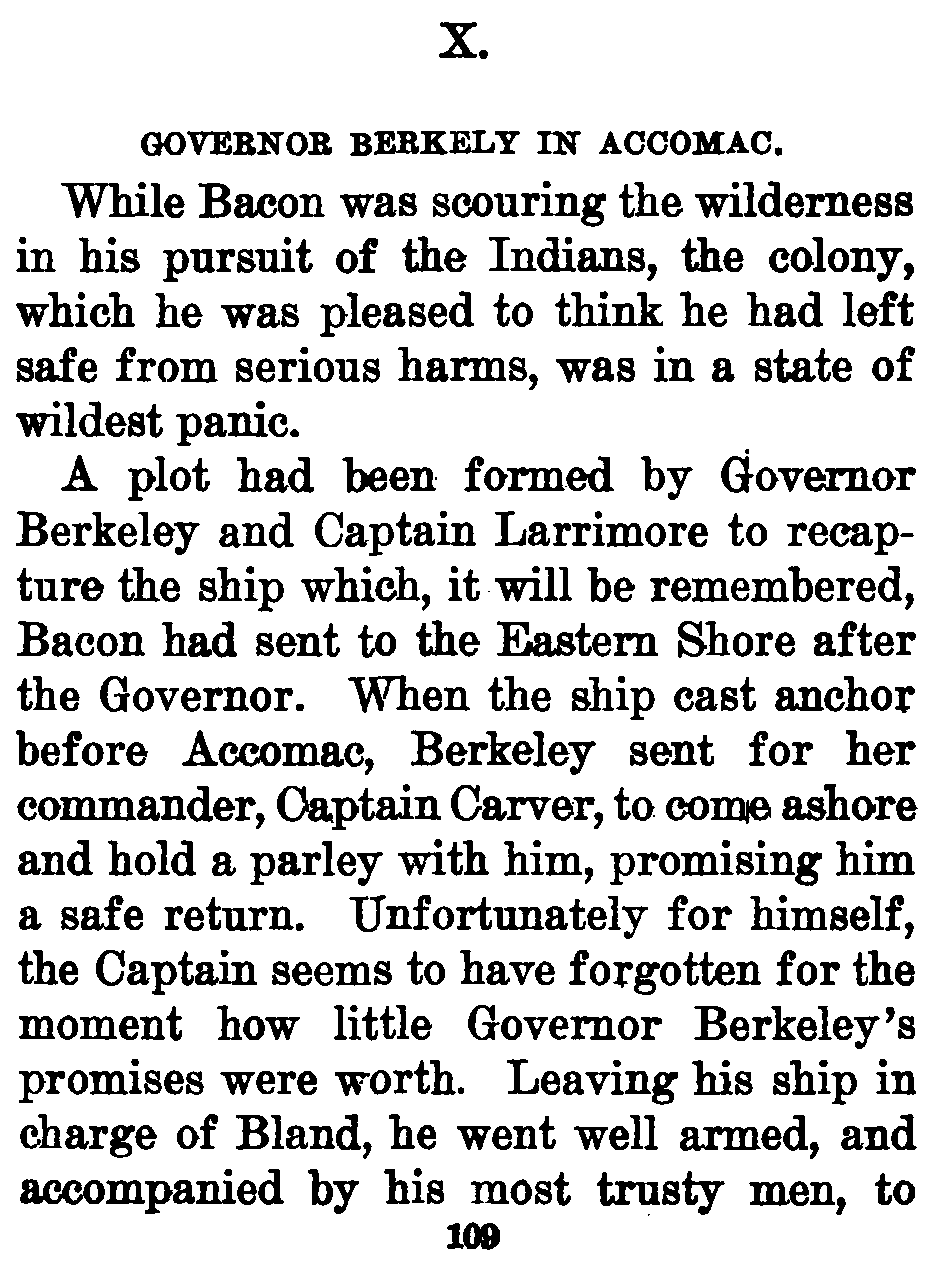 X.
GOVERNOR BERKELY IN ACCOMAC.
While Bacon was scouring the wilderness
in his pursuit of the Indians, the colony,
which he was pleased to think he had left
safe from serious harms, was in a state of
wildest panic.
A plot had been formed by Governor
Berkeley and Captain Larrimore to recap-
ture the ship which, it will be remembered,
Bacon had sent to the Eastern Shore after
the Governor. When the ship cast anchor
before Accomac, Berkeley sent for her
commander, Captain Carver, to come ashore
and hold a parley with him, promising him
a safe return. Unfortunately for himself,
the Captain seems to have forgotten for the
moment how little Governor Berkeley's
promises were worth. Leaving his ship in
charge of Bland, he went well armed, and
accompanied by his most trusty men, to
109